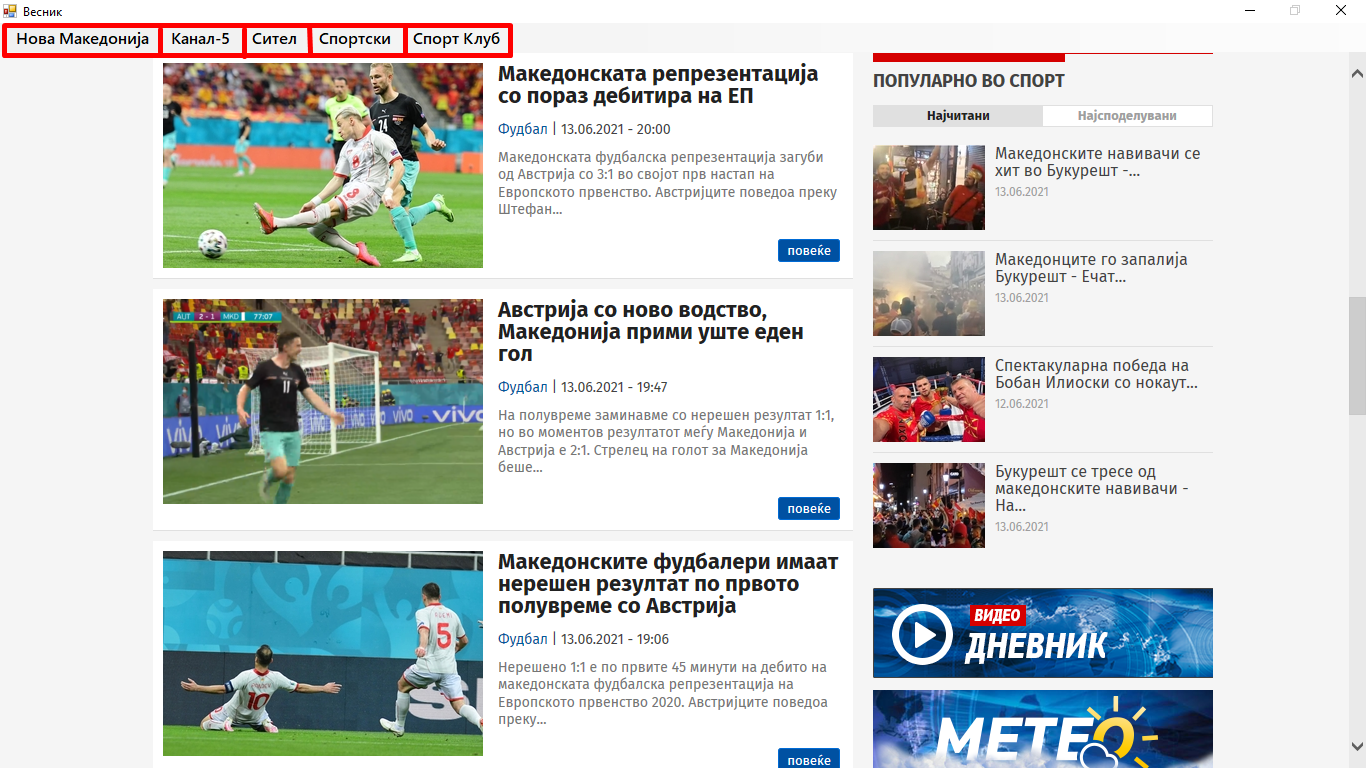 Весник
Нова Македонија Канал-5 Сител Спортски Спорт Клуб
Македонската репрезентација
со пораз дебитира на ЕП
Фудбал | 13.06.2021 - 20:00
Македонската фудбалска репрезентација загуби
од Австрија со 3:1 во својот прв настап на
Европското првенство. Австријците поведоа преку
Штефан...
повеќе
АЦТ 2 - 1 МКД 77:07
vivo
Австрија со ново водство,
Македонија прими уште еден
гол
Фудбал | 13.06.2021 - 19:47
На полувреме заминавме со нерешен резултат 1:1,
но во моментов резултатот меѓу Македонија и
Австрија е 2:1. Стрелец на голот за Македонија
беше...
повеќе
Македонските фудбалери имаат
нерешен резултат по првото
полувреме со Австрија
Фудбал | 13.06.2021 - 19:06
Нерешено 1:1 е по првите 45 минути на дебито на
македонската фудбалска репрезентација на
Европското првенство 2020. Австријците поведоа
преку...
повеќе
ПОПУЛАРНО ВО СПОРТ
Најчитани Најсподелувани
Македонските навивачи се
хит во Букурешт -...
13.06.2021
Македонците го запалија
Букурешт - Ечат...
13.06.2021
Спектакуларна победа на
Бобан Илиоски со нокаут...
12.06.2021
Букурешт се тресе од
македонските навивачи -
На...
13.06.2021
ВИДЕО
ДНЕВНИК
МЕТЕО